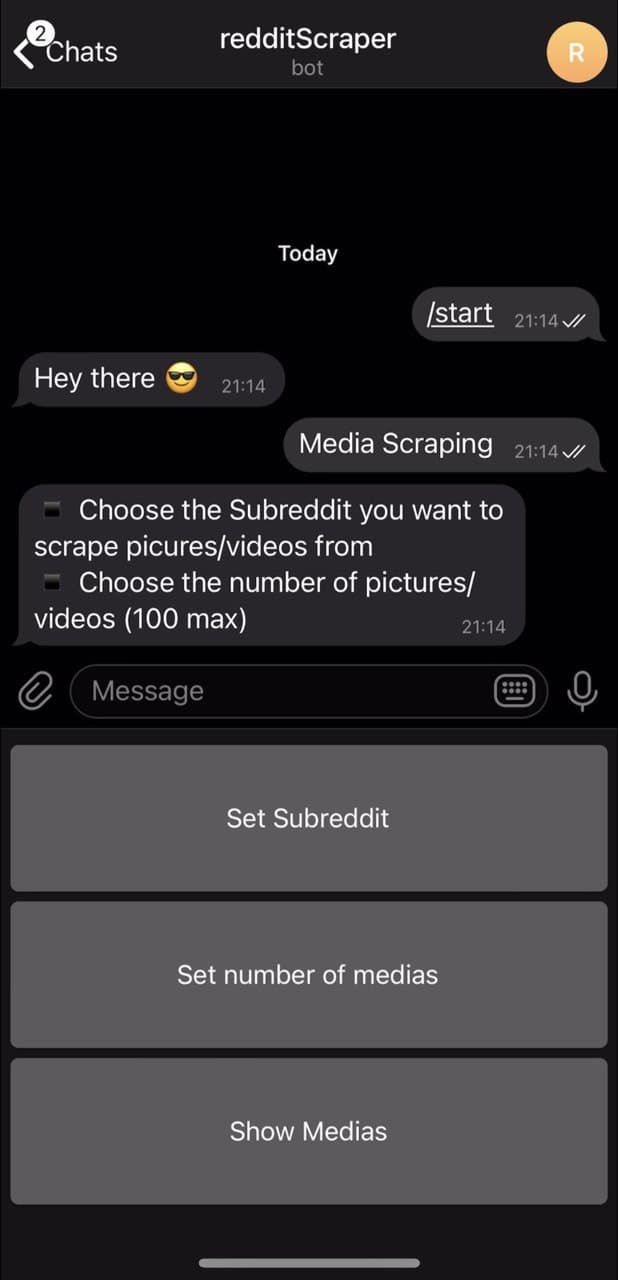 2
Chats
redditScraper
bot
R
Today
/start 21:14
Hey there 😎 21:14
Media Scraping 21:14
▪️ Choose the Subreddit you want to
scrape picures/videos from
▪️ Choose the number of pictures/
videos (100 max) 21:14
Message
Set Subreddit
Set number of medias
Show Medias